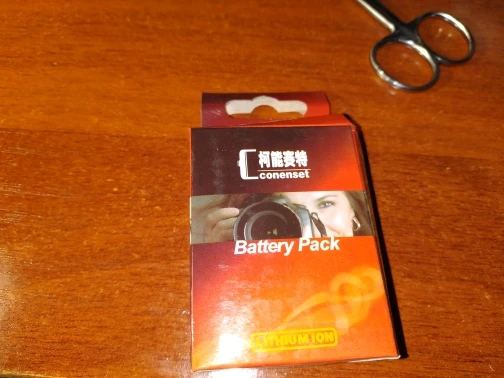 柯能赛特
conenset
Battery Pack
LITHIUM ION